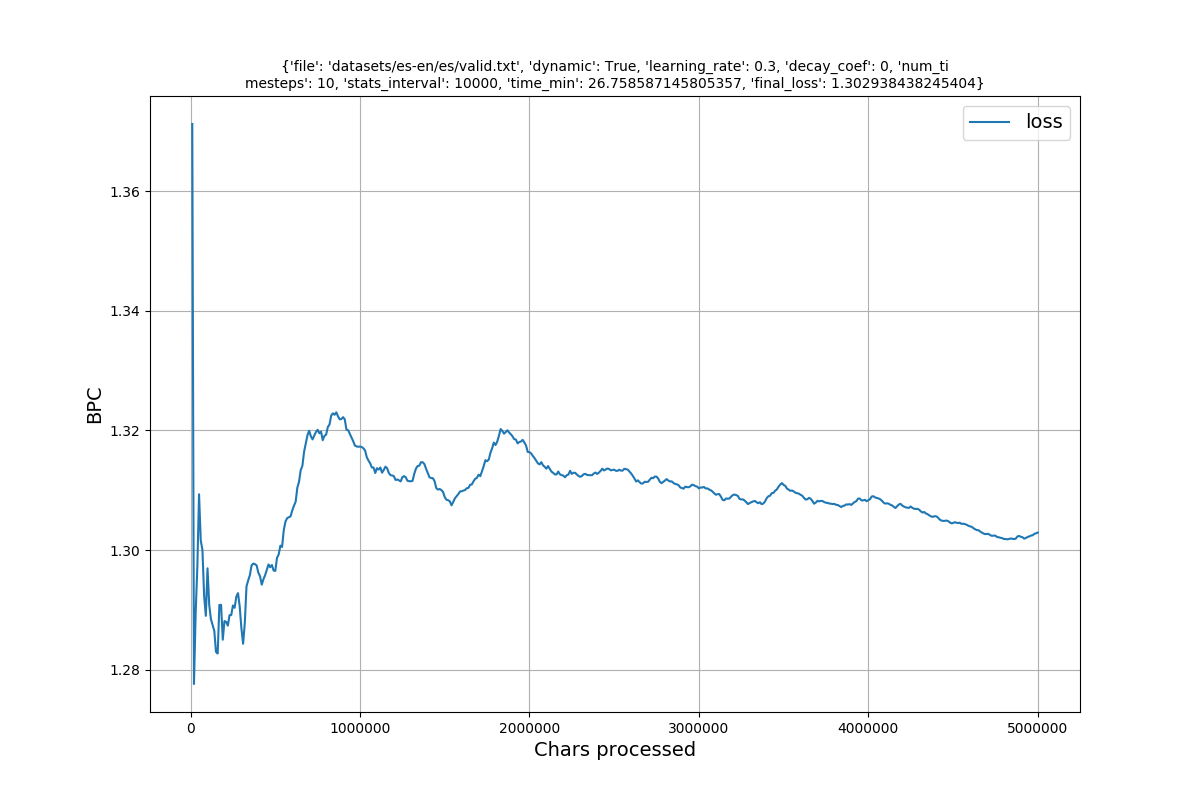 {'file': 'datasets/es-en/es/valid.txt', 'dynamic': True, 'learning_rate': 0.3, 'decay_coef': 0, 'num_ti
mesteps': 10, 'stats_interval': 10000, 'time_min': 26.758587145805357, 'final_loss': 1.302938438245404}
loss
1.36
1.34
1.32
1.30
1.28
BPC
0 1000000 2000000 3000000 4000000 5000000
Chars processed